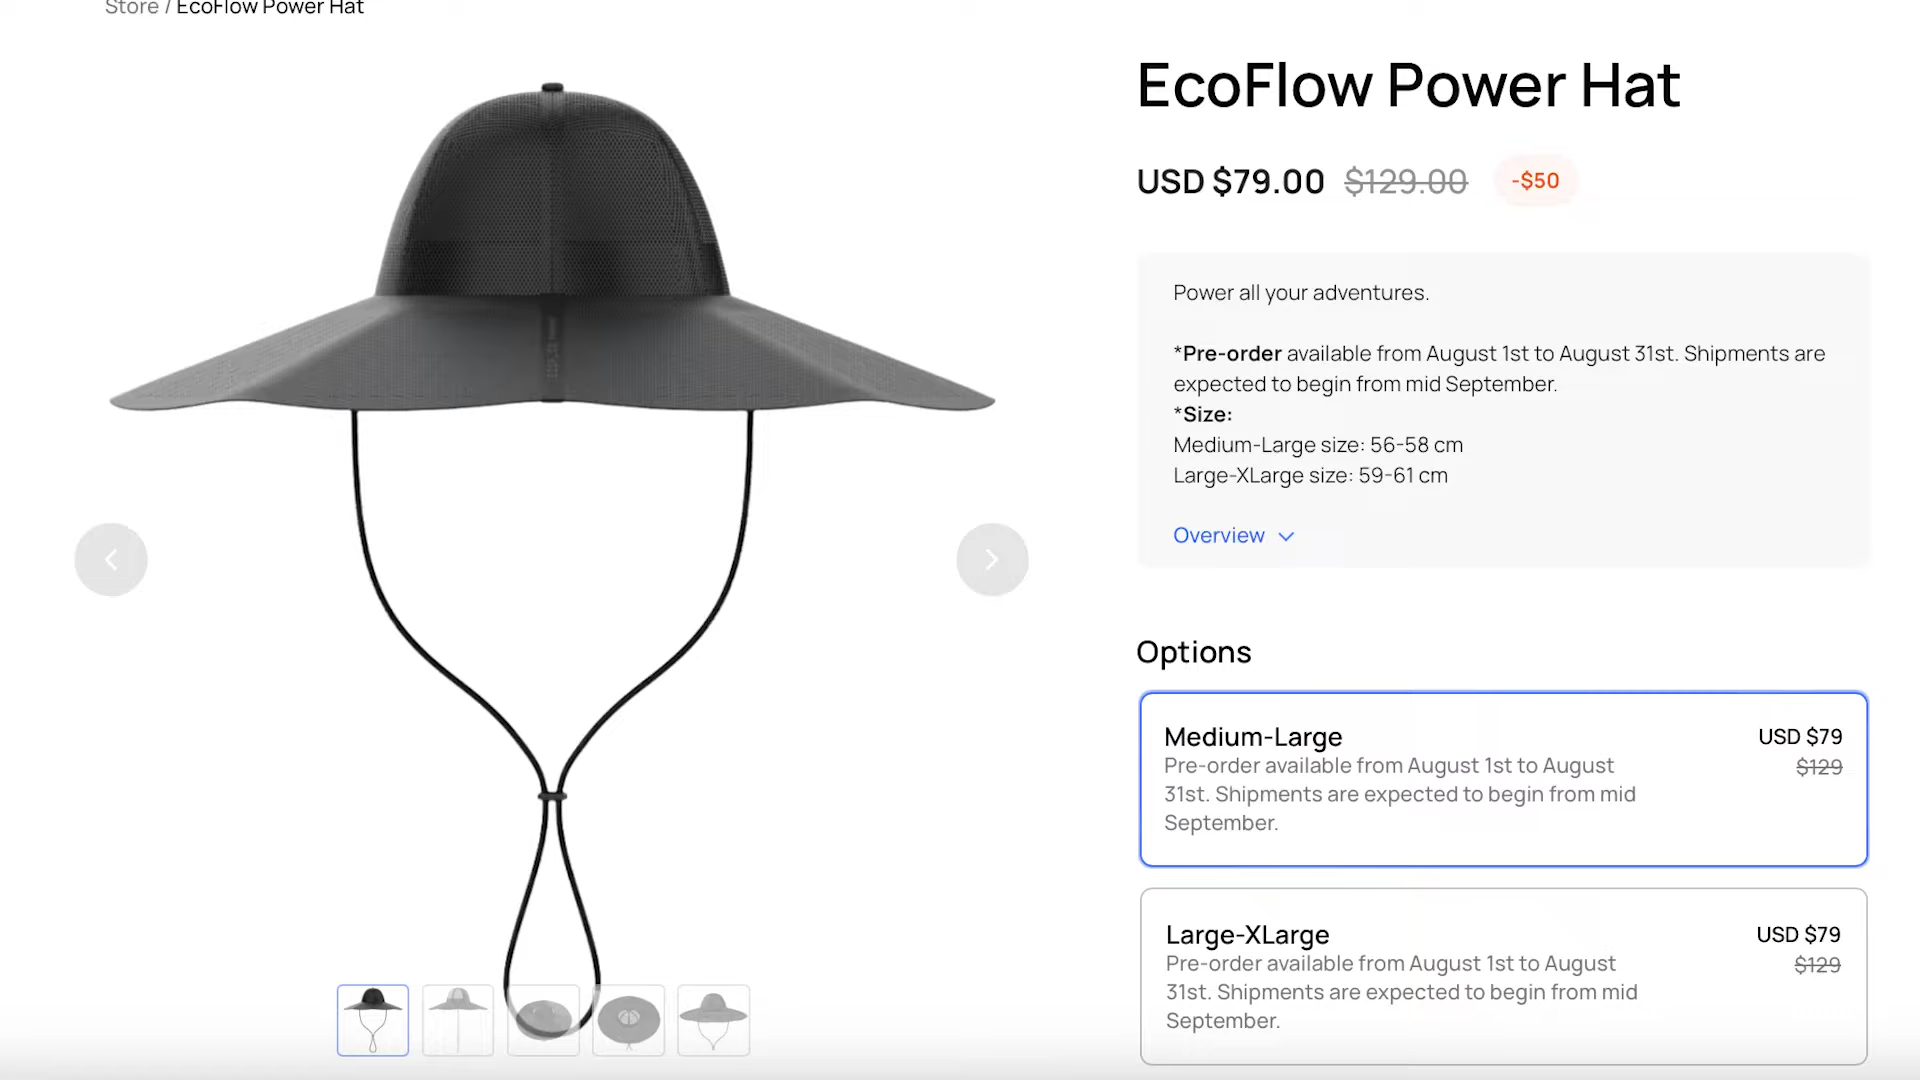 Store / EcoFlow Power Hat
EcoFlow Power Hat
USD $79.00 $129.00 -$50
Power all your adventures.
*Pre-order available from August 1st to August 31st. Shipments are
expected to begin from mid September.
*Size:
Medium-Large size: 56-58 cm
Large-XLarge size: 59-61 cm
Overview
Options
Medium-Large
USD $79
Pre-order available from August 1st to August
$129
31st. Shipments are expected to begin from mid
September.
Large-XLarge
USD $79
Pre-order available from August 1st to August
$129
31st. Shipments are expected to begin from mid
September.